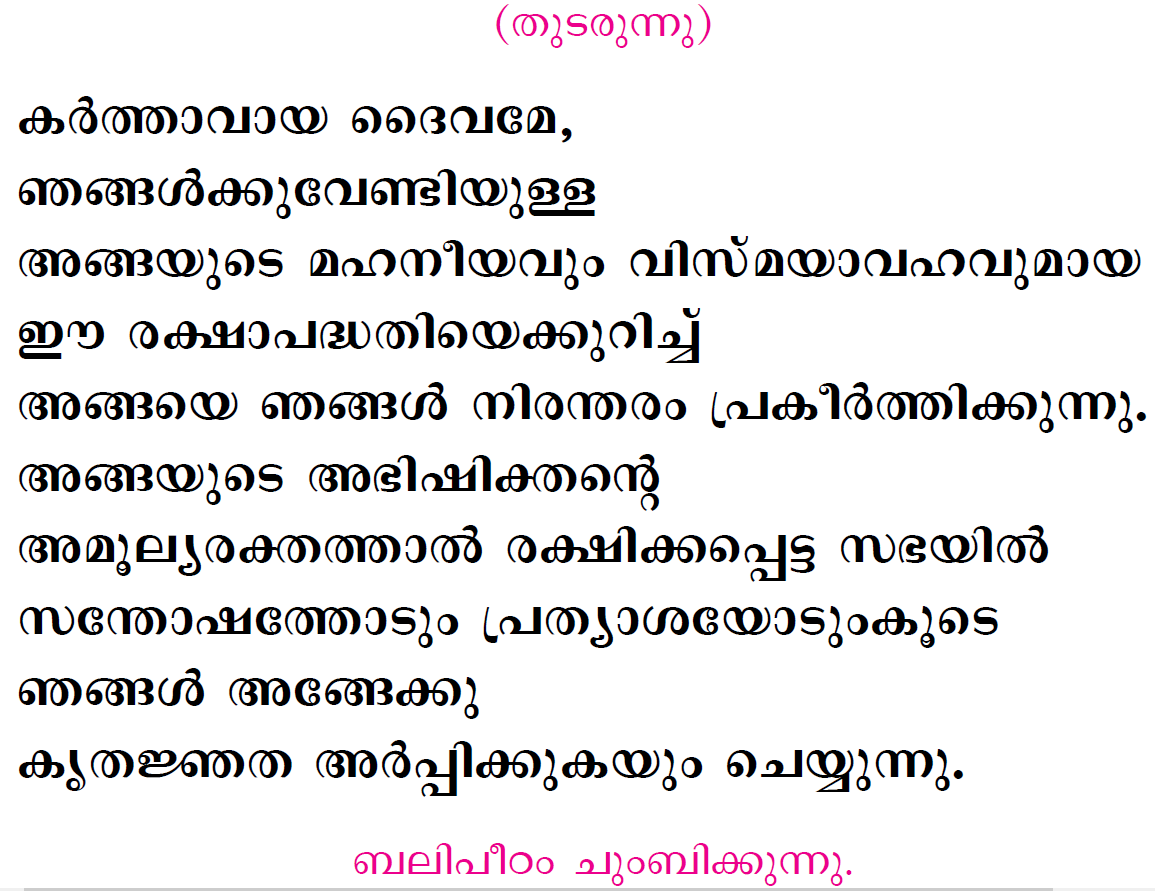 (തുടരുന്നു)
കർത്താവായ ദൈവമേ,
ഞങ്ങൾക്കുവേണ്ടിയുള്ള
അങ്ങയുടെ മഹനീയവും വിസ്മയാവഹവുമായ
ഈ രക്ഷാപദ്ധതിയെക്കുറിച്ച്
അങ്ങയെ ഞങ്ങൾ നിരന്തരം പ്രകീർത്തിക്കുന്നു.
അങ്ങയുടെ അഭിഷിക്തന്റെ
അമൂല്യരക്തത്താൽ രക്ഷിക്കപ്പെട്ട സഭയിൽ
സന്തോഷത്തോടും പ്രത്യാശയോടുംകൂടെ
ഞങ്ങൾ അങ്ങേക്കു
കൃതജ്ഞത അർപ്പിക്കുകയും ചെയ്യുന്നു.
ബലിപീഠം ചുംബിക്കുന്നു.